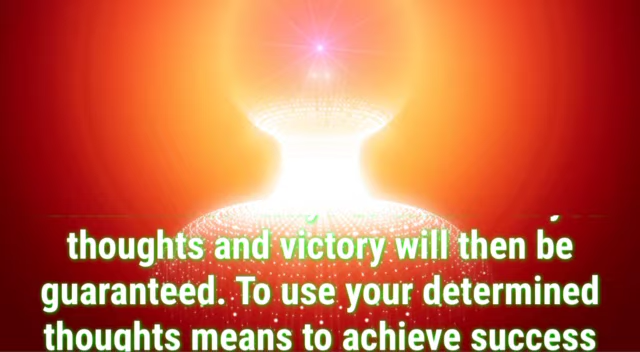 thoughts and victory will then be
guaranteed. To use your determined
thoughts means to achieve success